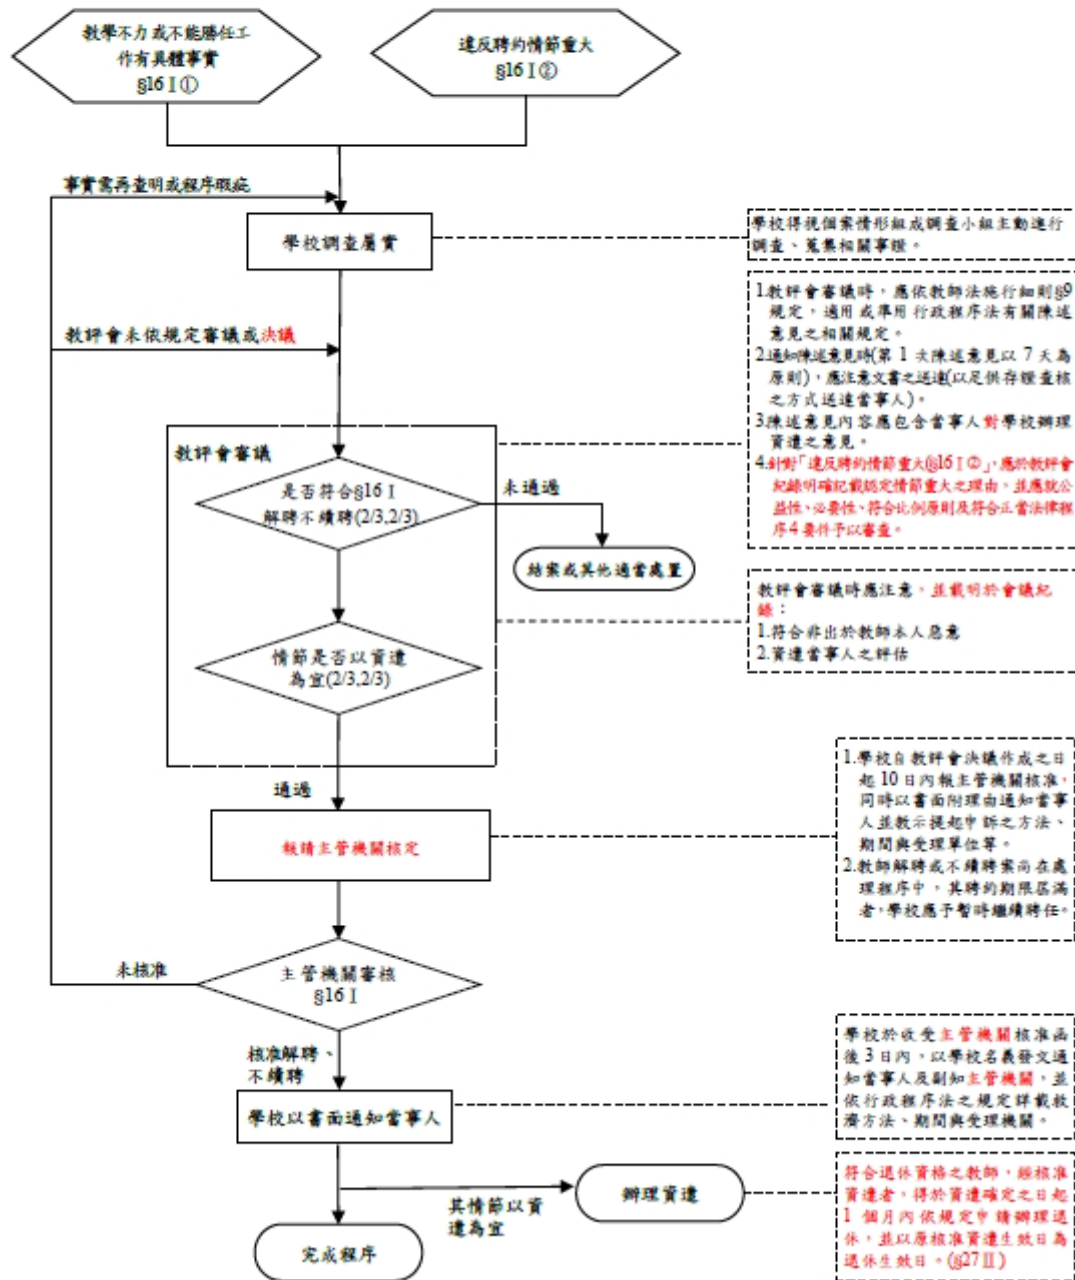 教學不力或不能勝任工
作有具體事實
§16Ⅰ①
違反聘約情節重大
§16Ⅰ②
事實需再查明或程序瑕疵
學校調查屬實
學校得視個案情形組成調查小組主動進行
調查、蒐集相關事證。
教評會未依規定審議或決議
1.教評會審議時，應依教師法施行細則§9
規定，適用或準用行政程序法有關陳述
意見之相關規定。
2.通知陳述意見時(第 1 次陳述意見以 7 天為
原則)，應注意文書之送達(以足供存證查核
之方式送達當事人)。
3.陳述意見內容應包含當事人對學校辦理
資遣之意見。
4.針對「違反聘約情節重大(§16Ⅰ②」，應於教評會
紀錄明確記載認定情節重大之理由，並應就公
益性、必要性、符合比例原則及符合正當法律程
序 4 要件予以審查。
教評會審議
是否符合§16Ⅰ
解聘不續聘(2/3,2/3)
未通過
結案或其他適當處置
教評會審議時應注意，並載明於會議紀
錄：
1.符合非出於教師本人惡意
2.資遣當事人之評估
情節是否以資遣
為宜(2/3,2/3)
通過
報請主管機關核定
1.學校自教評會決議作成之日
起 10 日內報主管機關核准，
同時以書面附理由通知當事
人並教示提起申訴之方法、
期間與受理單位等。
2.教師解聘或不續聘案尚在處
理程序中，其聘約期限屆滿
者，學校應予暫時繼續聘任。
未核准
主管機關審核
§16Ⅰ
核准解聘、
不續聘
學校以書面通知當事人
學校於收受主管機關核准函
後 3 日內，以學校名義發文通
知當事人及副知主管機關，並
依行政程序法之規定詳載救
濟方法、期間與受理機關。
其情節以資
遣為宜
辦理資遣
符合退休資格之教師，經核准
資遣者，得於資遣確定之日起
1 個月內依規定申請辦理退
休，並以原核准資遣生效日為
退休生效日。(§27Ⅱ)
完成程序